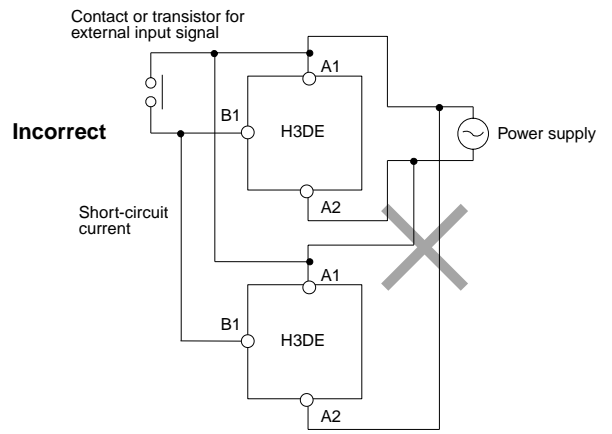 Contact or transistor for
external input signal
A1
B1
H3DE
Incorrect
Power supply
A2
Short-circuit
current
A1
B1
H3DE
A2